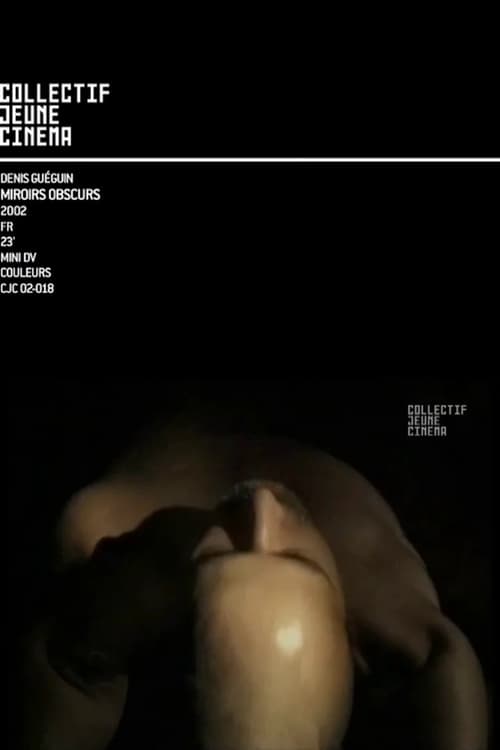 COLLECTIF
JEUNE
CINEMA
DENIS GUÉGUIN
MIROIRS OBSCURS
2002
FR
23'
MINI DV
COULEURS
CJC 02-018
COLLECTIF
JEUNE
CINEMA